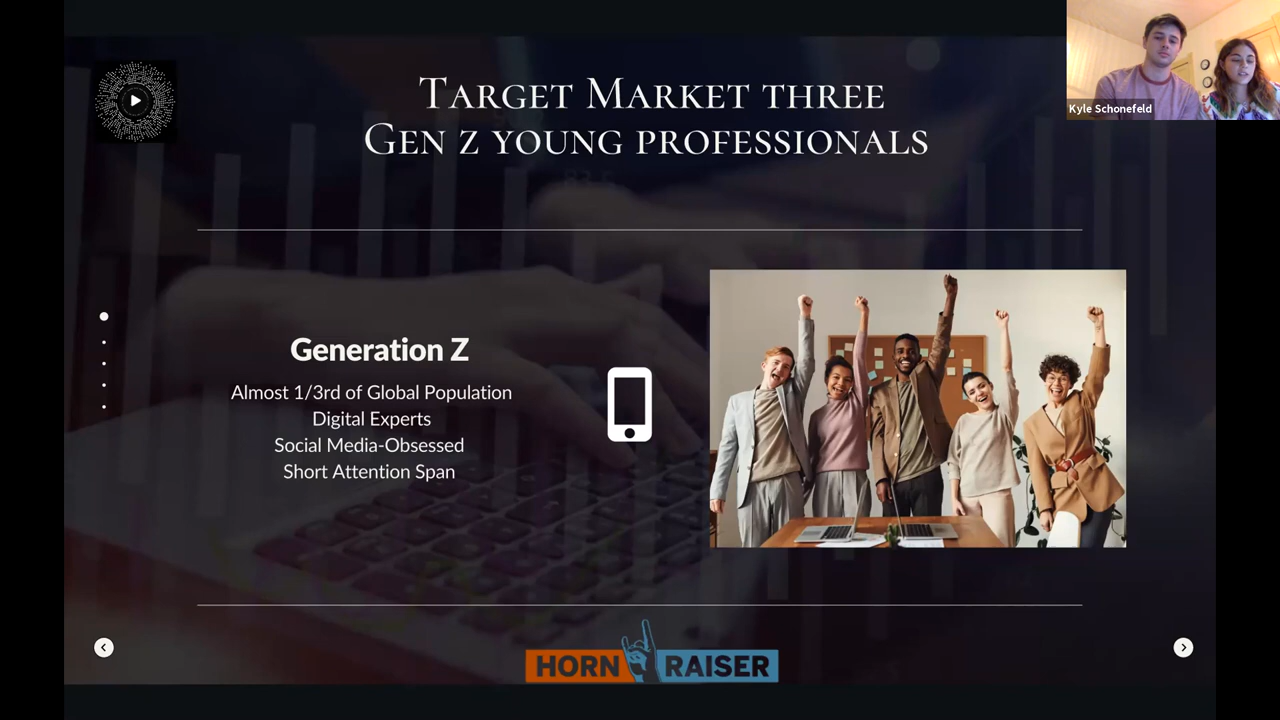 Target Market three
Gen z young professionals
Kyle Schonefeld
Generation Z
Almost 1/3rd of Global Population
Digital Experts
Social Media-Obsessed
Short Attention Span
HORN RAISER